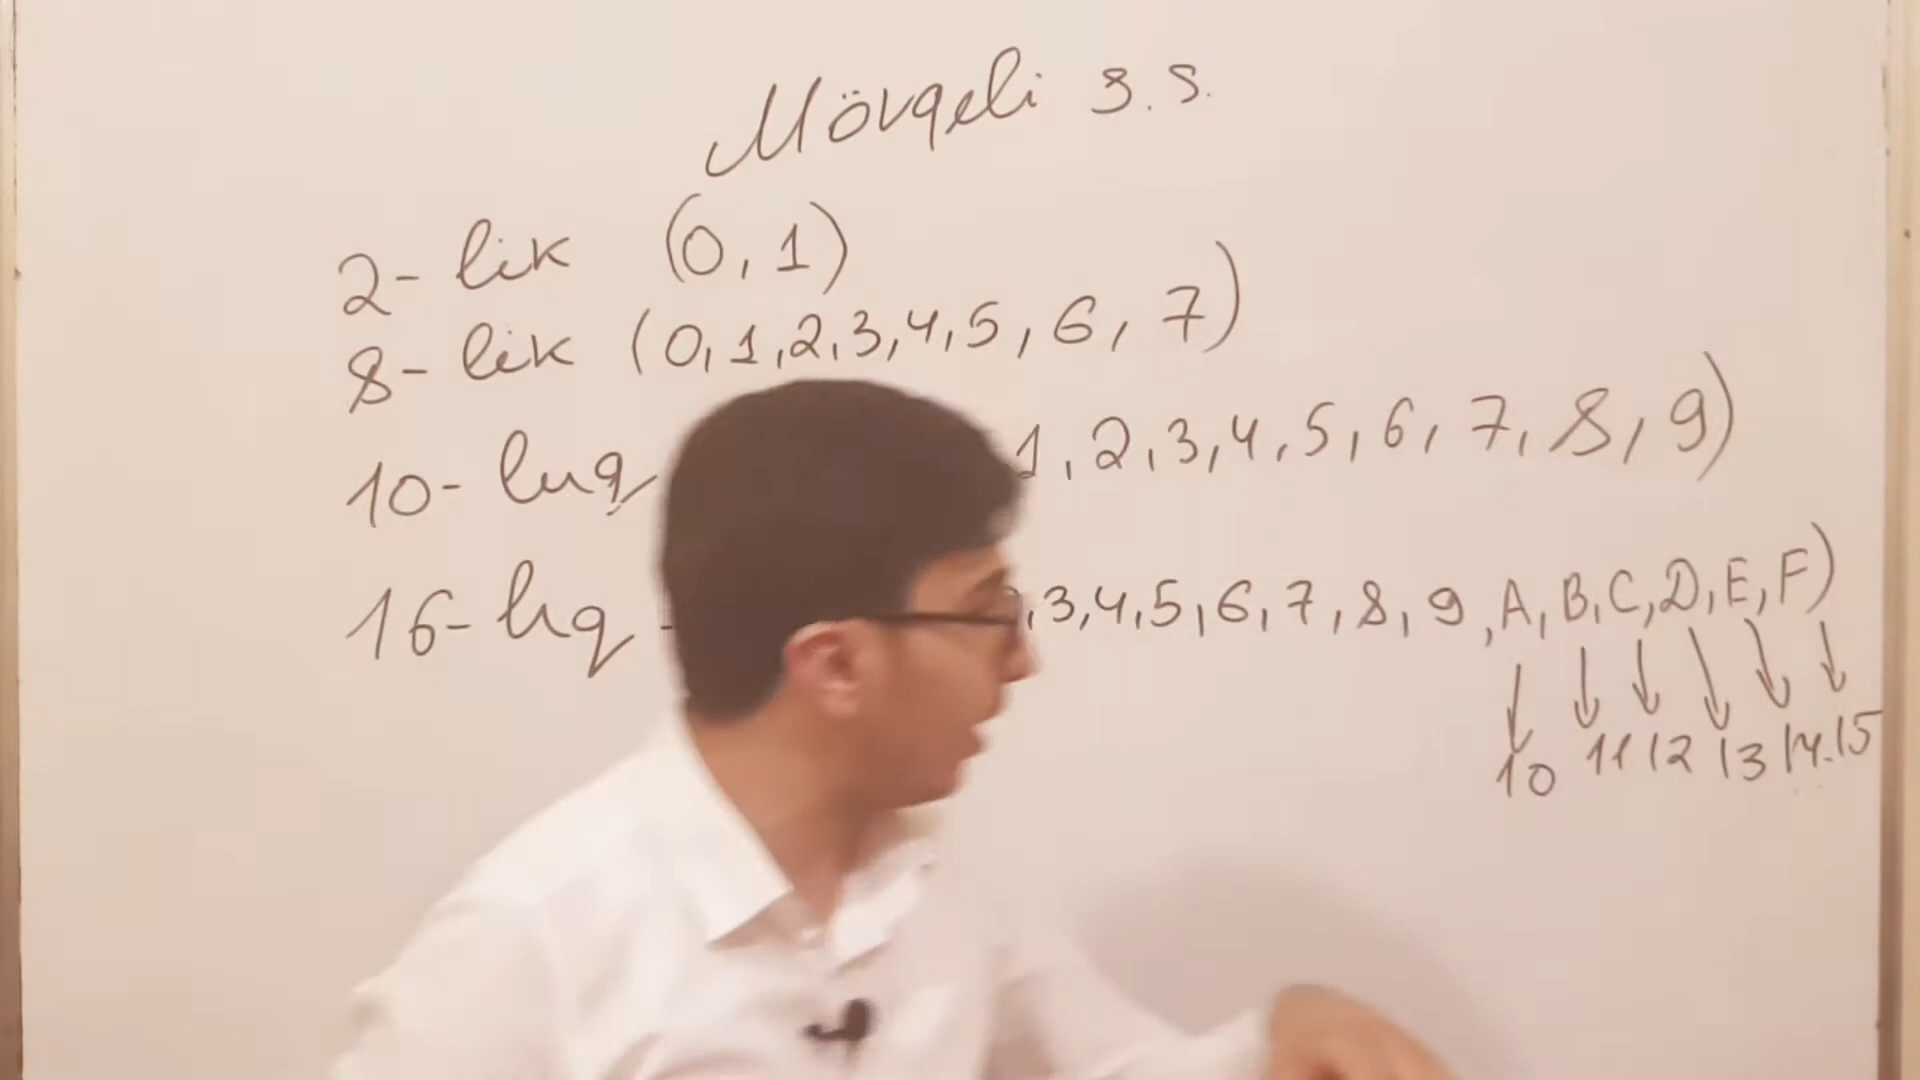 Mövqeli s.s.
2-lik (0, 1)
8-lik (0, 1, 2, 3, 4, 5, 6, 7)
10-luq 1, 2, 3, 4, 5, 6, 7, 8, 9)
16-lıq - , 3, 4, 5, 6, 7, 8, 9, A, B, C, D, E, F)
10 11 12 13 14 15